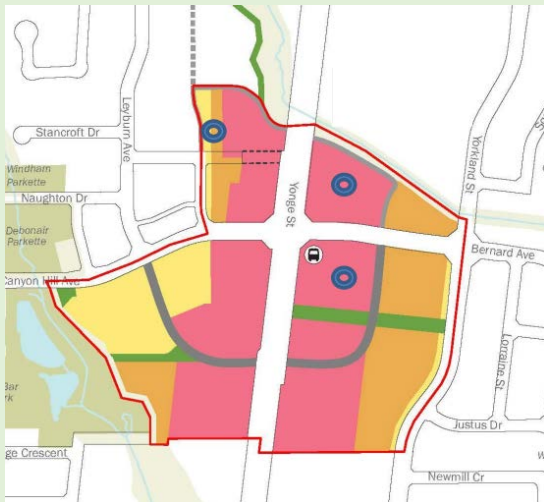 Stancroft Dr
Leyburn Ave
Windham
Parkette
Naughton Dr
Debonair
Parkette
Canyon Hill Ave
Yonge St
Yorkland St
Bernard Ave
Lorraine St
Bar
Justus Dr
ge Crescent
Newmill Cr
W